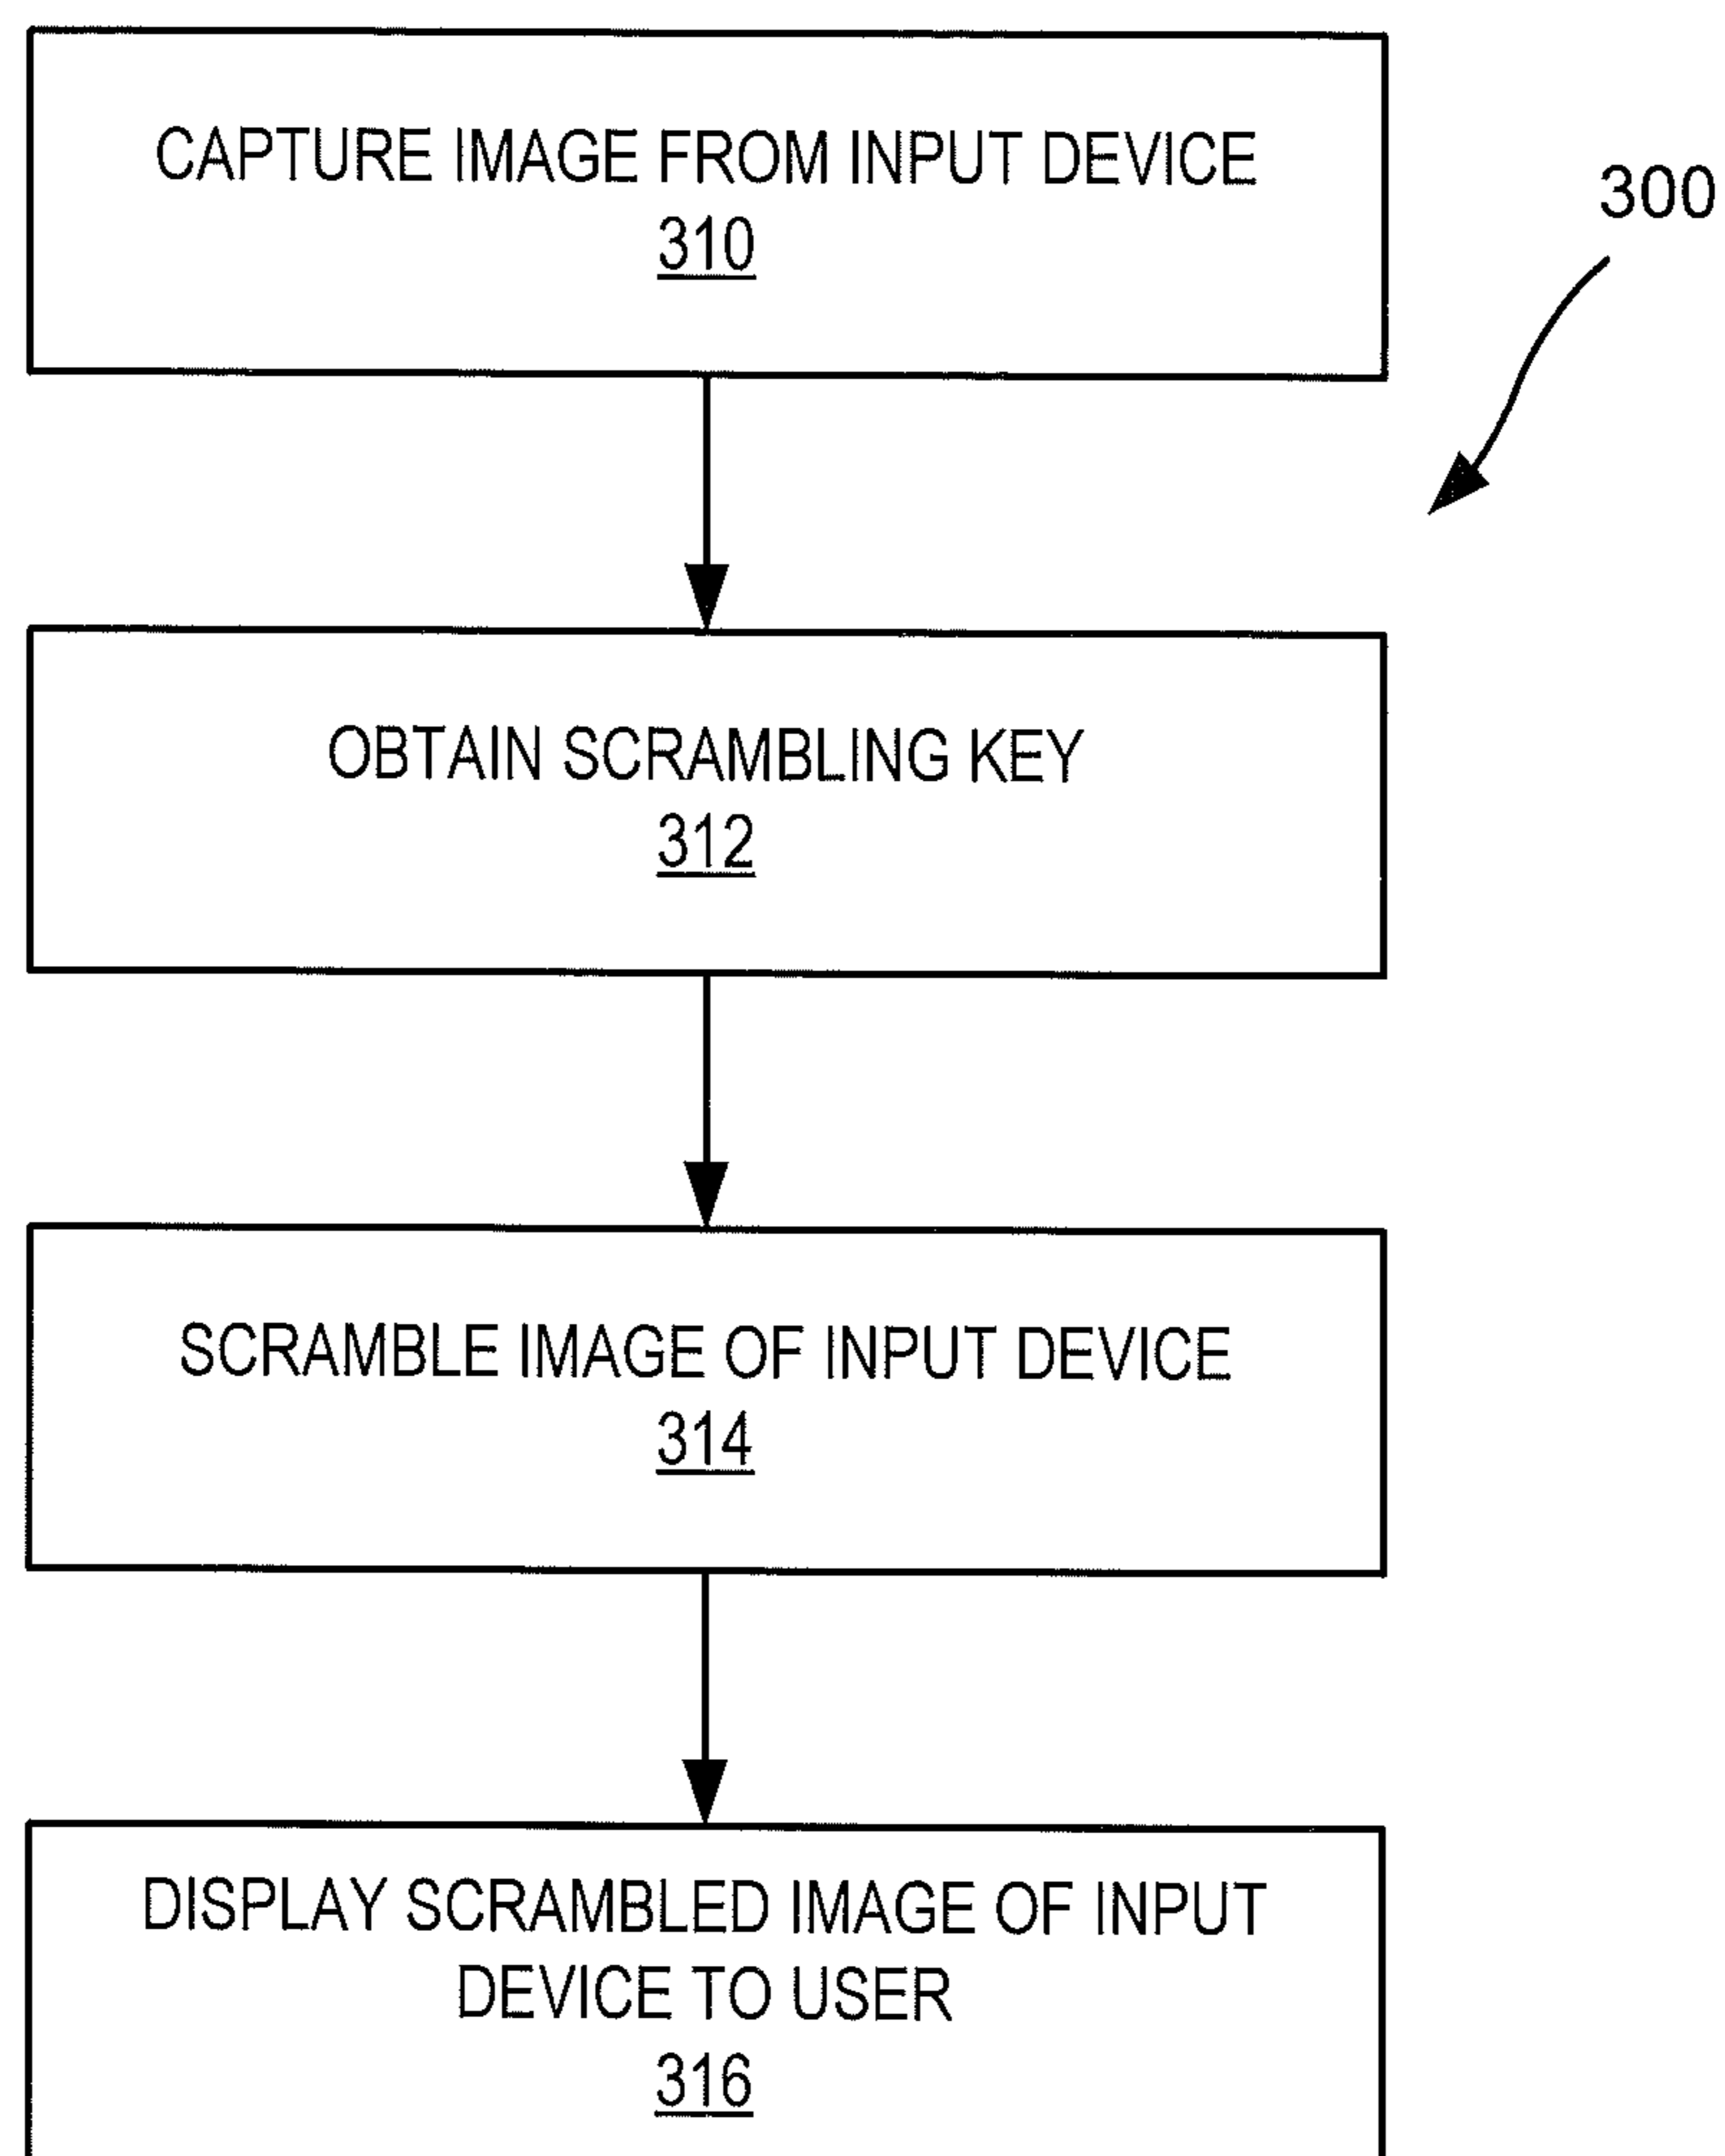 CAPTURE IMAGE FROM INPUT DEVICE
310
300
OBTAIN SCRAMBLING KEY
312
SCRAMBLE IMAGE OF INPUT DEVICE
314
DISPLAY SCRAMBLED IMAGE OF INPUT
DEVICE TO USER
316